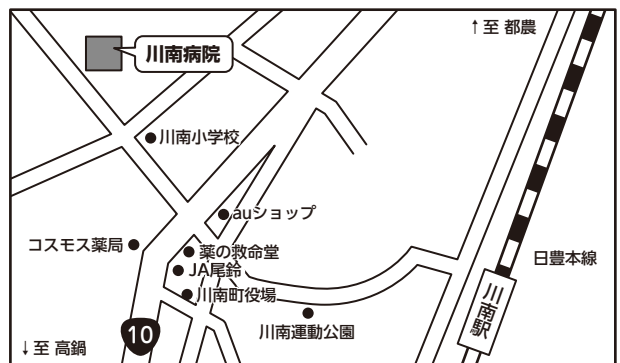 ↑至 都農
川南病院
川南小学校
auショップ
コスモス薬局
薬の救命堂
日豊本線
JA尾鈴
川南町役場
川南駅
川南運動公園
10
↓至 高鍋